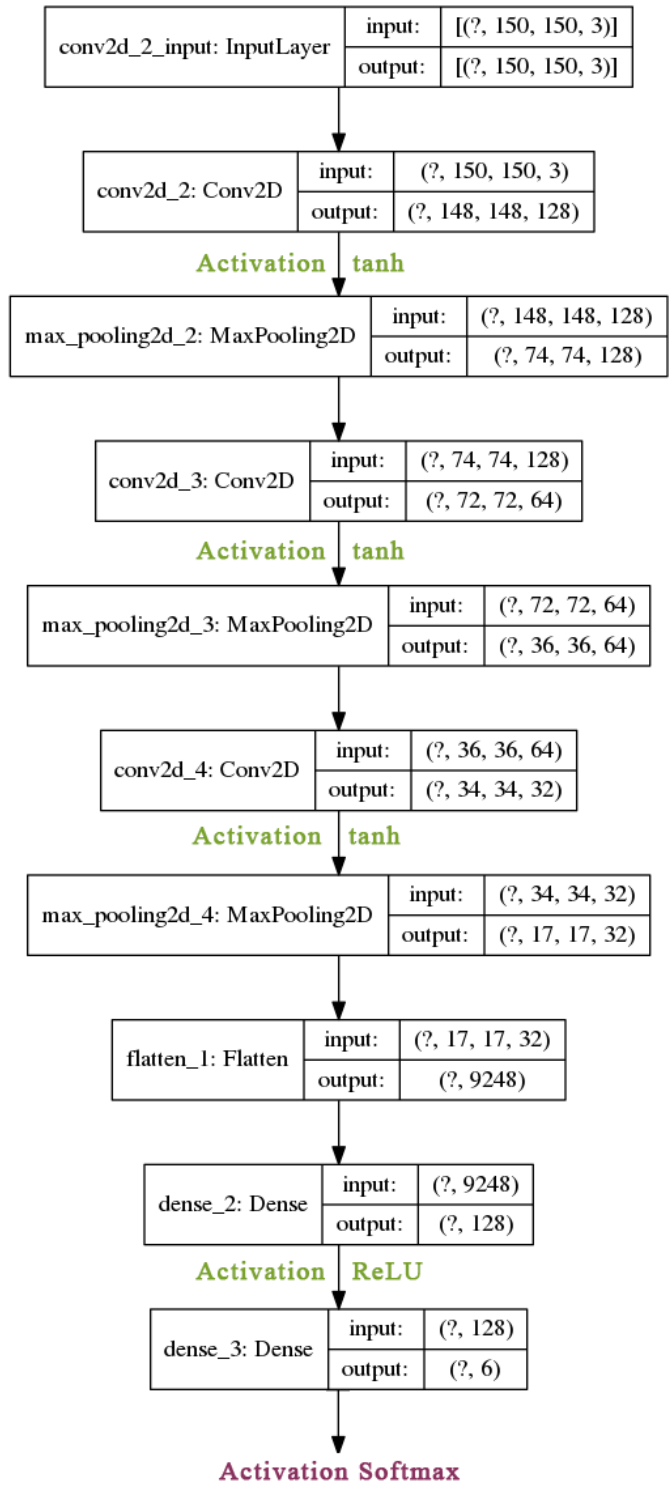 conv2d_2_input: InputLayer
input: [(?, 150, 150, 3)]
output: [(?, 150, 150, 3)]
conv2d_2: Conv2D
input: (?, 150, 150, 3)
output: (?, 148, 148, 128)
Activation tanh
max_pooling2d_2: MaxPooling2D
input: (?, 148, 148, 128)
output: (?, 74, 74, 128)
conv2d_3: Conv2D
input: (?, 74, 74, 128)
output: (?, 72, 72, 64)
Activation tanh
max_pooling2d_3: MaxPooling2D
input: (?, 72, 72, 64)
output: (?, 36, 36, 64)
conv2d_4: Conv2D
input: (?, 36, 36, 64)
output: (?, 34, 34, 32)
Activation tanh
max_pooling2d_4: MaxPooling2D
input: (?, 34, 34, 32)
output: (?, 17, 17, 32)
flatten_1: Flatten
input: (?, 17, 17, 32)
output: (?, 9248)
dense_2: Dense
input: (?, 9248)
output: (?, 128)
Activation ReLU
dense_3: Dense
input: (?, 128)
output: (?, 6)
Activation Softmax